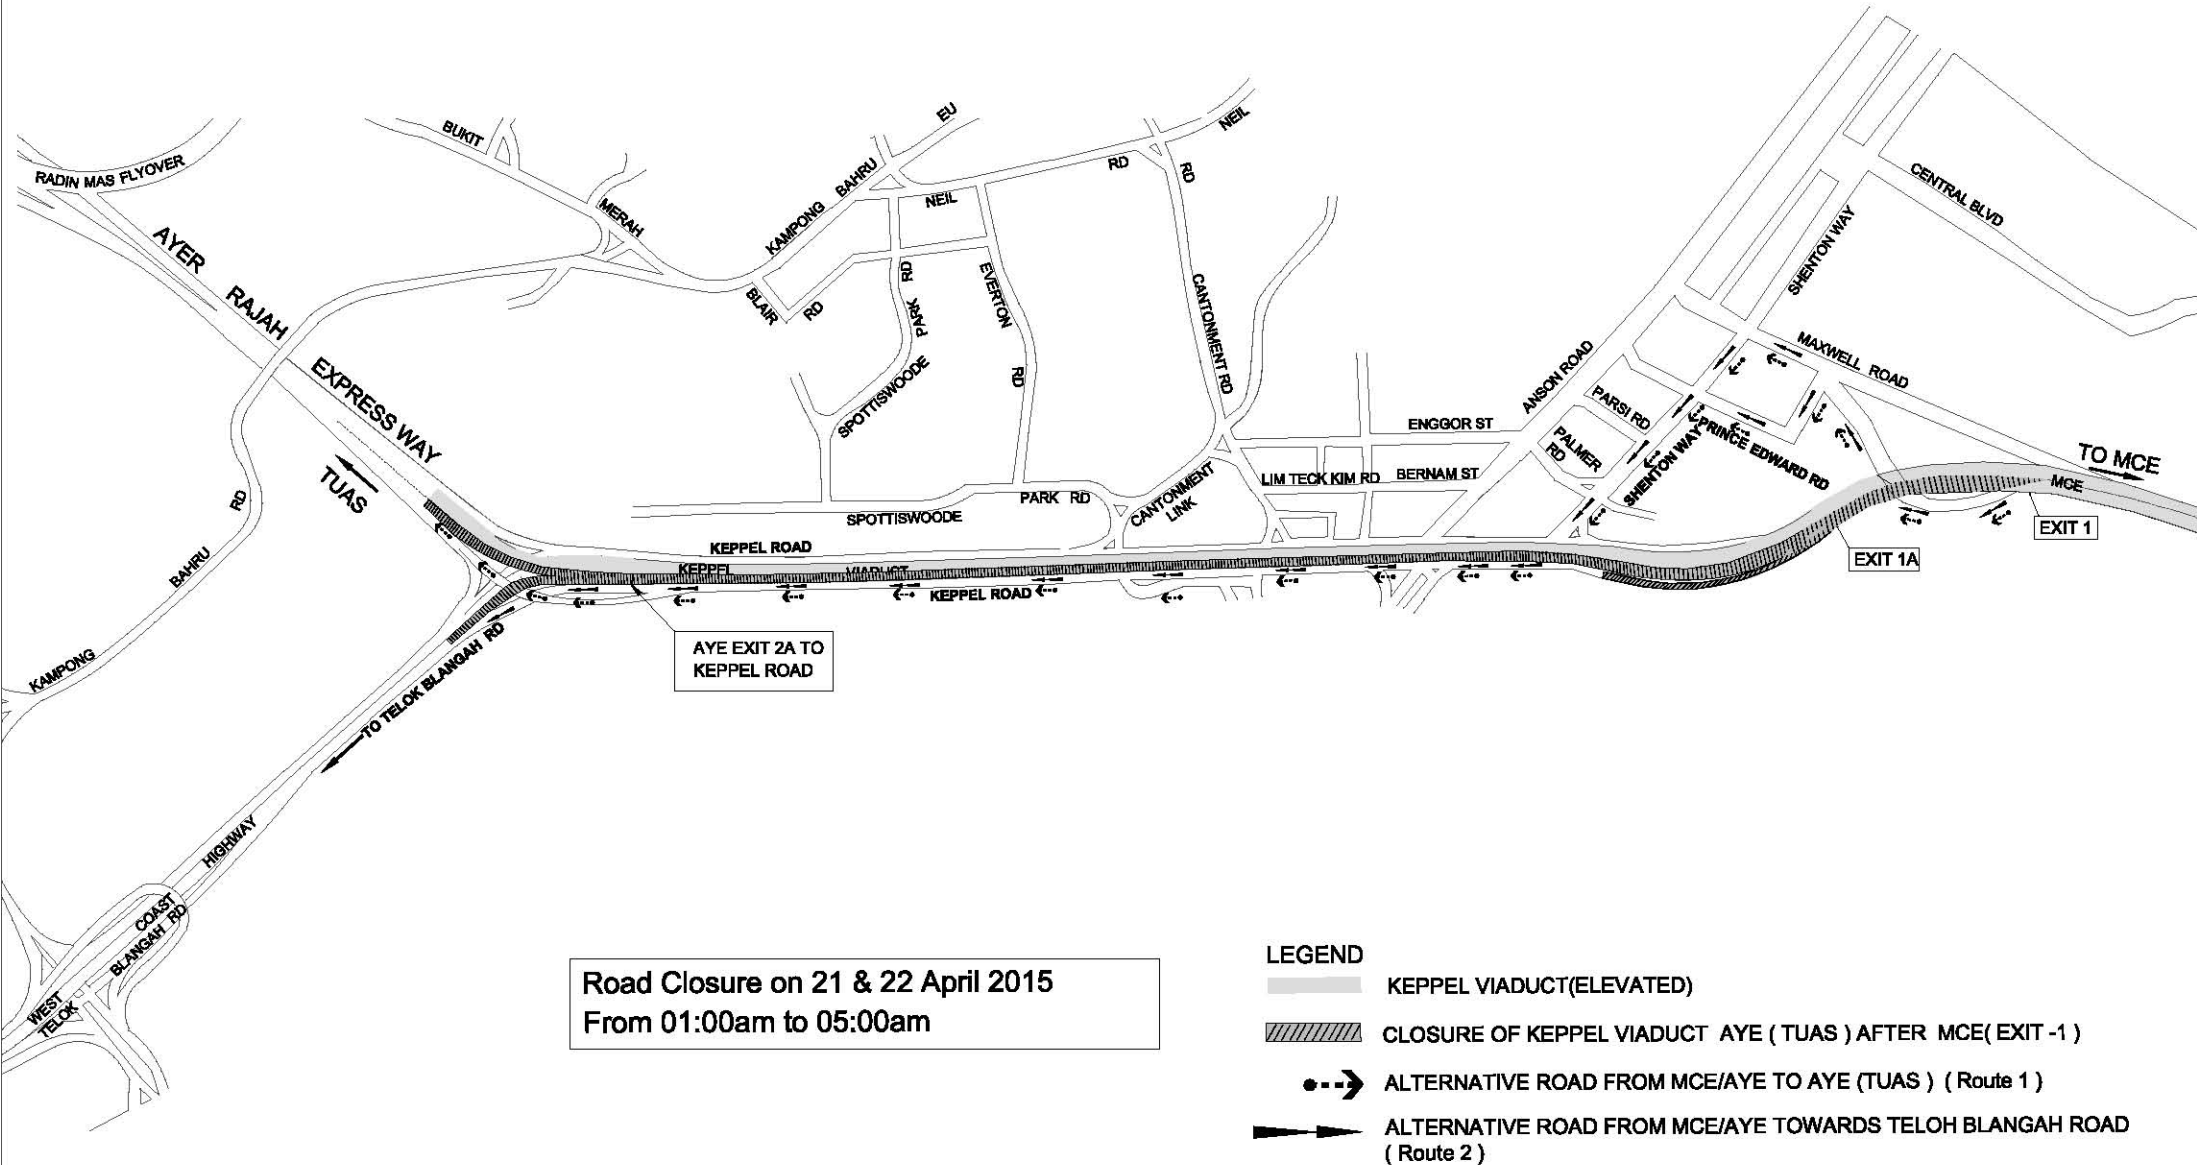 EU
NEIL
BUKIT
RADIN MAS FLYOVER
BAHRU
RD
RD
NEIL
MERAH
KAMPONG
CENTRAL BLVD
SHENTON WAY
AYER
RAJAH
EXPRESS WAY
TUAS
BLAIR
RD
RD
PARK
SPOTTISWOODE
EVERTON
RD
CANTONMENT RD
ANSON ROAD
MAXWELL ROAD
PARSI RD
PALMER
RD
SHENTON WAY
PRINCE EDWARD RD
ENGGOR ST
LIM TECK KIM RD
BERNAM ST
CANTONMENT
LINK
PARK RD
SPOTTISWOODE
TO MCE
MCE
EXIT 1
EXIT 1A
KEPPEL ROAD
KEPPEL
VIADUCT
KEPPEL ROAD
AYE EXIT 2A TO
KEPPEL ROAD
RD
BAHRU
KAMPONG
TO TELOK BLANGAH RD
HIGHWAY
COAST
BLANGAH RD
WEST
TELOK
Road Closure on 21 & 22 April 2015
From 01:00am to 05:00am
LEGEND
KEPPEL VIADUCT(ELEVATED)
CLOSURE OF KEPPEL VIADUCT AYE ( TUAS ) AFTER MCE( EXIT -1 )
ALTERNATIVE ROAD FROM MCE/AYE TO AYE (TUAS ) ( Route 1 )
ALTERNATIVE ROAD FROM MCE/AYE TOWARDS TELOH BLANGAH ROAD
( Route 2 )